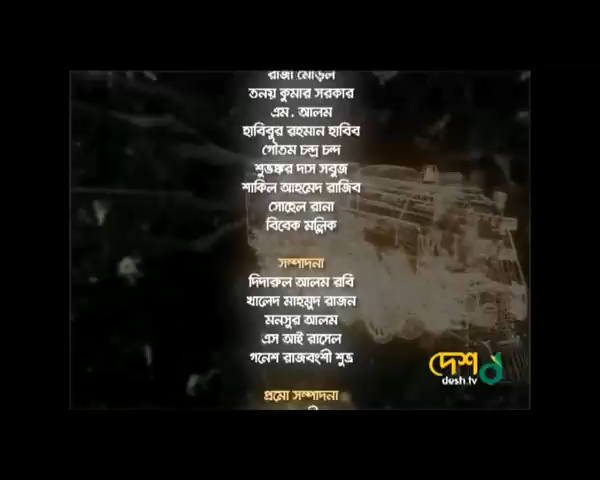 রাজা মোড়ল
তনয় কুমার সরকার
এম. আলম
হাবিবুর রহমান হাবিব
গৌতম চন্দ্র চন্দ
শুভঙ্কর দাস সবুজ
শাকিল আহমেদ রাজিব
সোহেল রানা
বিবেক মল্লিক
সম্পাদনা
দিদারুল আলম রবি
খালেদ মাহমুদ রাজন
মনসুর আলম
এস আই রাসেল
গনেশ রাজবংশী শুভ্র
দেশ
desh.tv
প্রমো সম্পাদনা